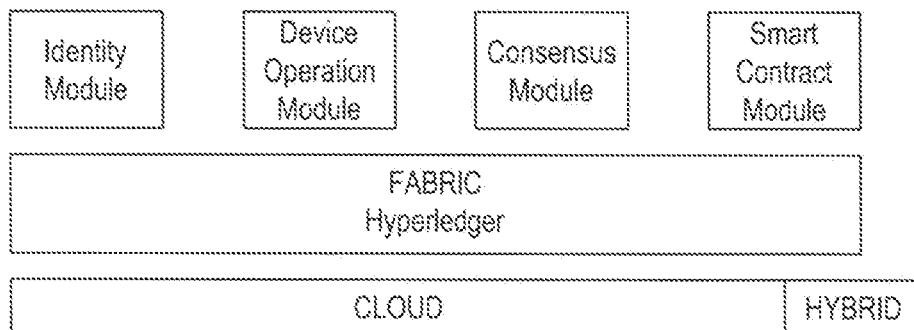 Identity
Module
Device
Operation
Module
Consensus
Module
Smart
Contract
Module
FABRIC
Hyperledger
CLOUD
HYBRID